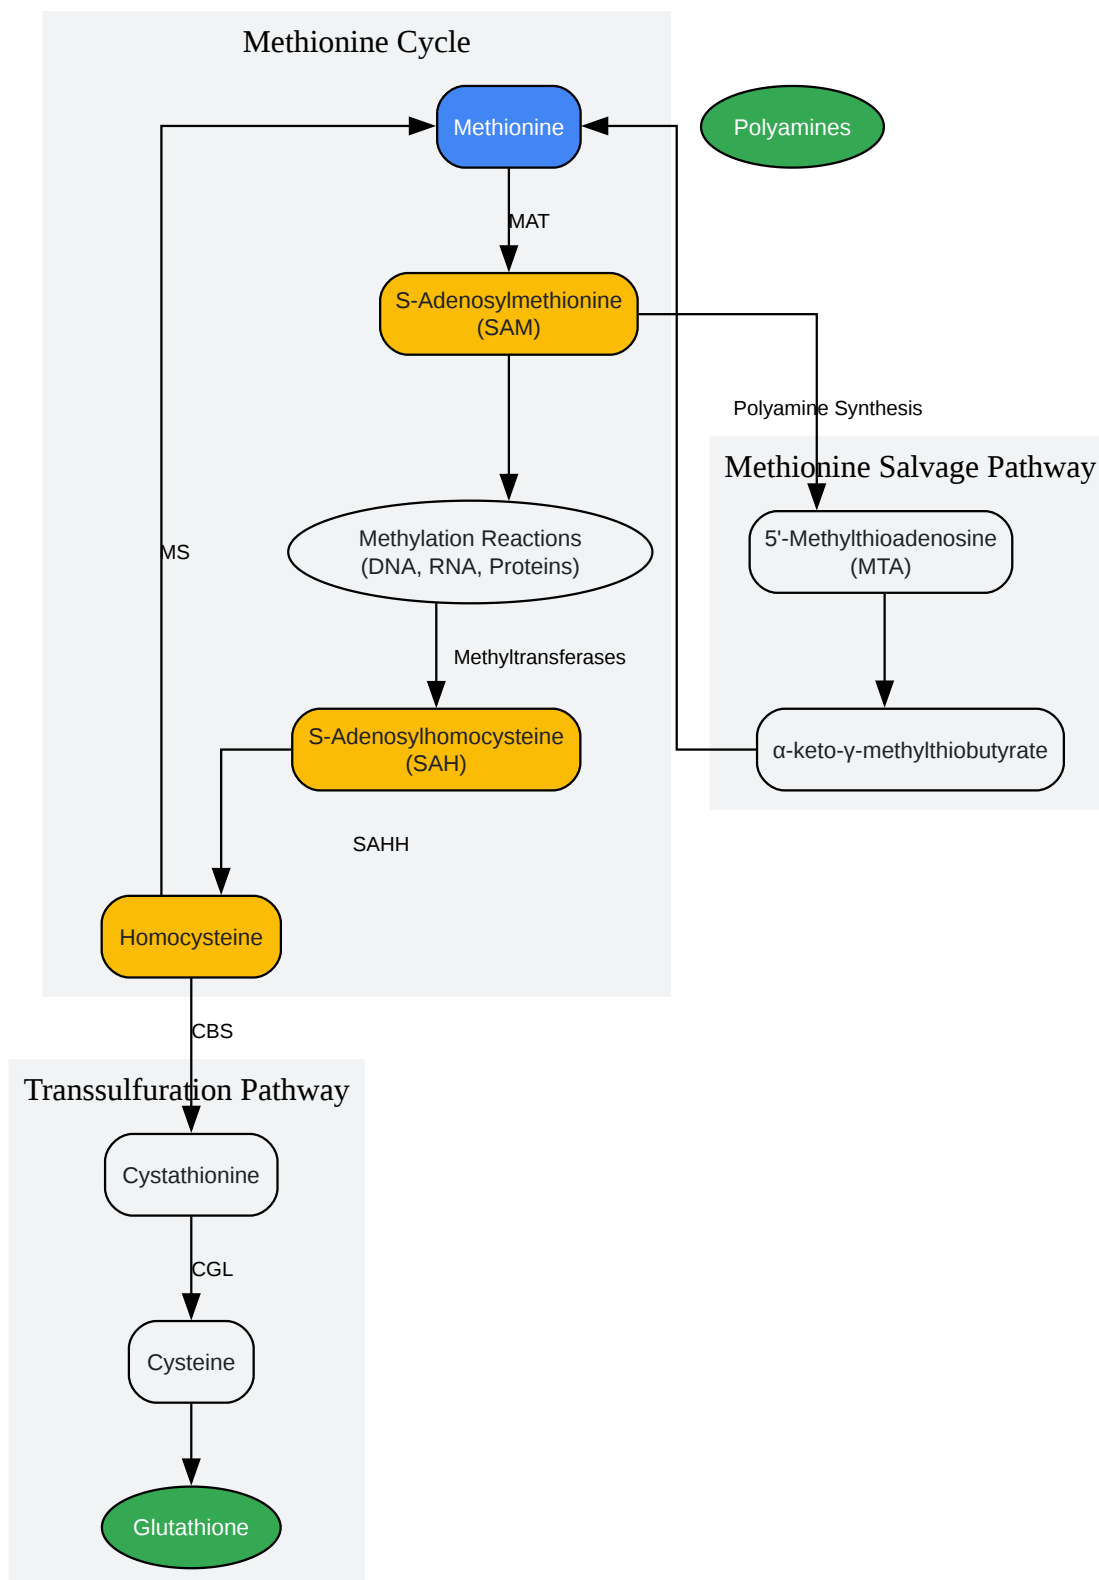 Methionine Cycle
Methionine
Polyamines
MAT
S-Adenosylmethionine
(SAM)
Polyamine Synthesis
Methionine Salvage Pathway
MS
Methylation Reactions
(DNA, RNA, Proteins)
5'-Methylthioadenosine
(MTA)
Methyltransferases
S-Adenosylhomocysteine
(SAH)
α-keto-γ-methylthiobutyrate
SAHH
Homocysteine
CBS
Transsulfuration Pathway
Cystathionine
CGL
Cysteine
Glutathione